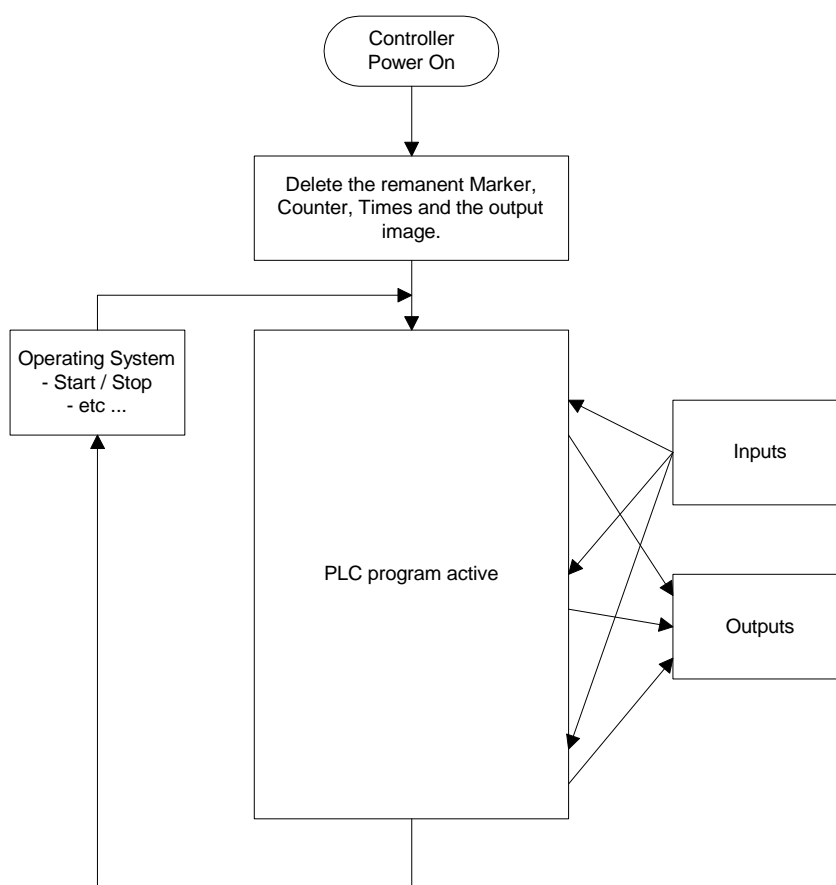 Controller
Power On
Delete the remanent Marker,
Counter, Times and the output
image.
Operating System
- Start / Stop
- etc ...
Inputs
PLC program active
Outputs